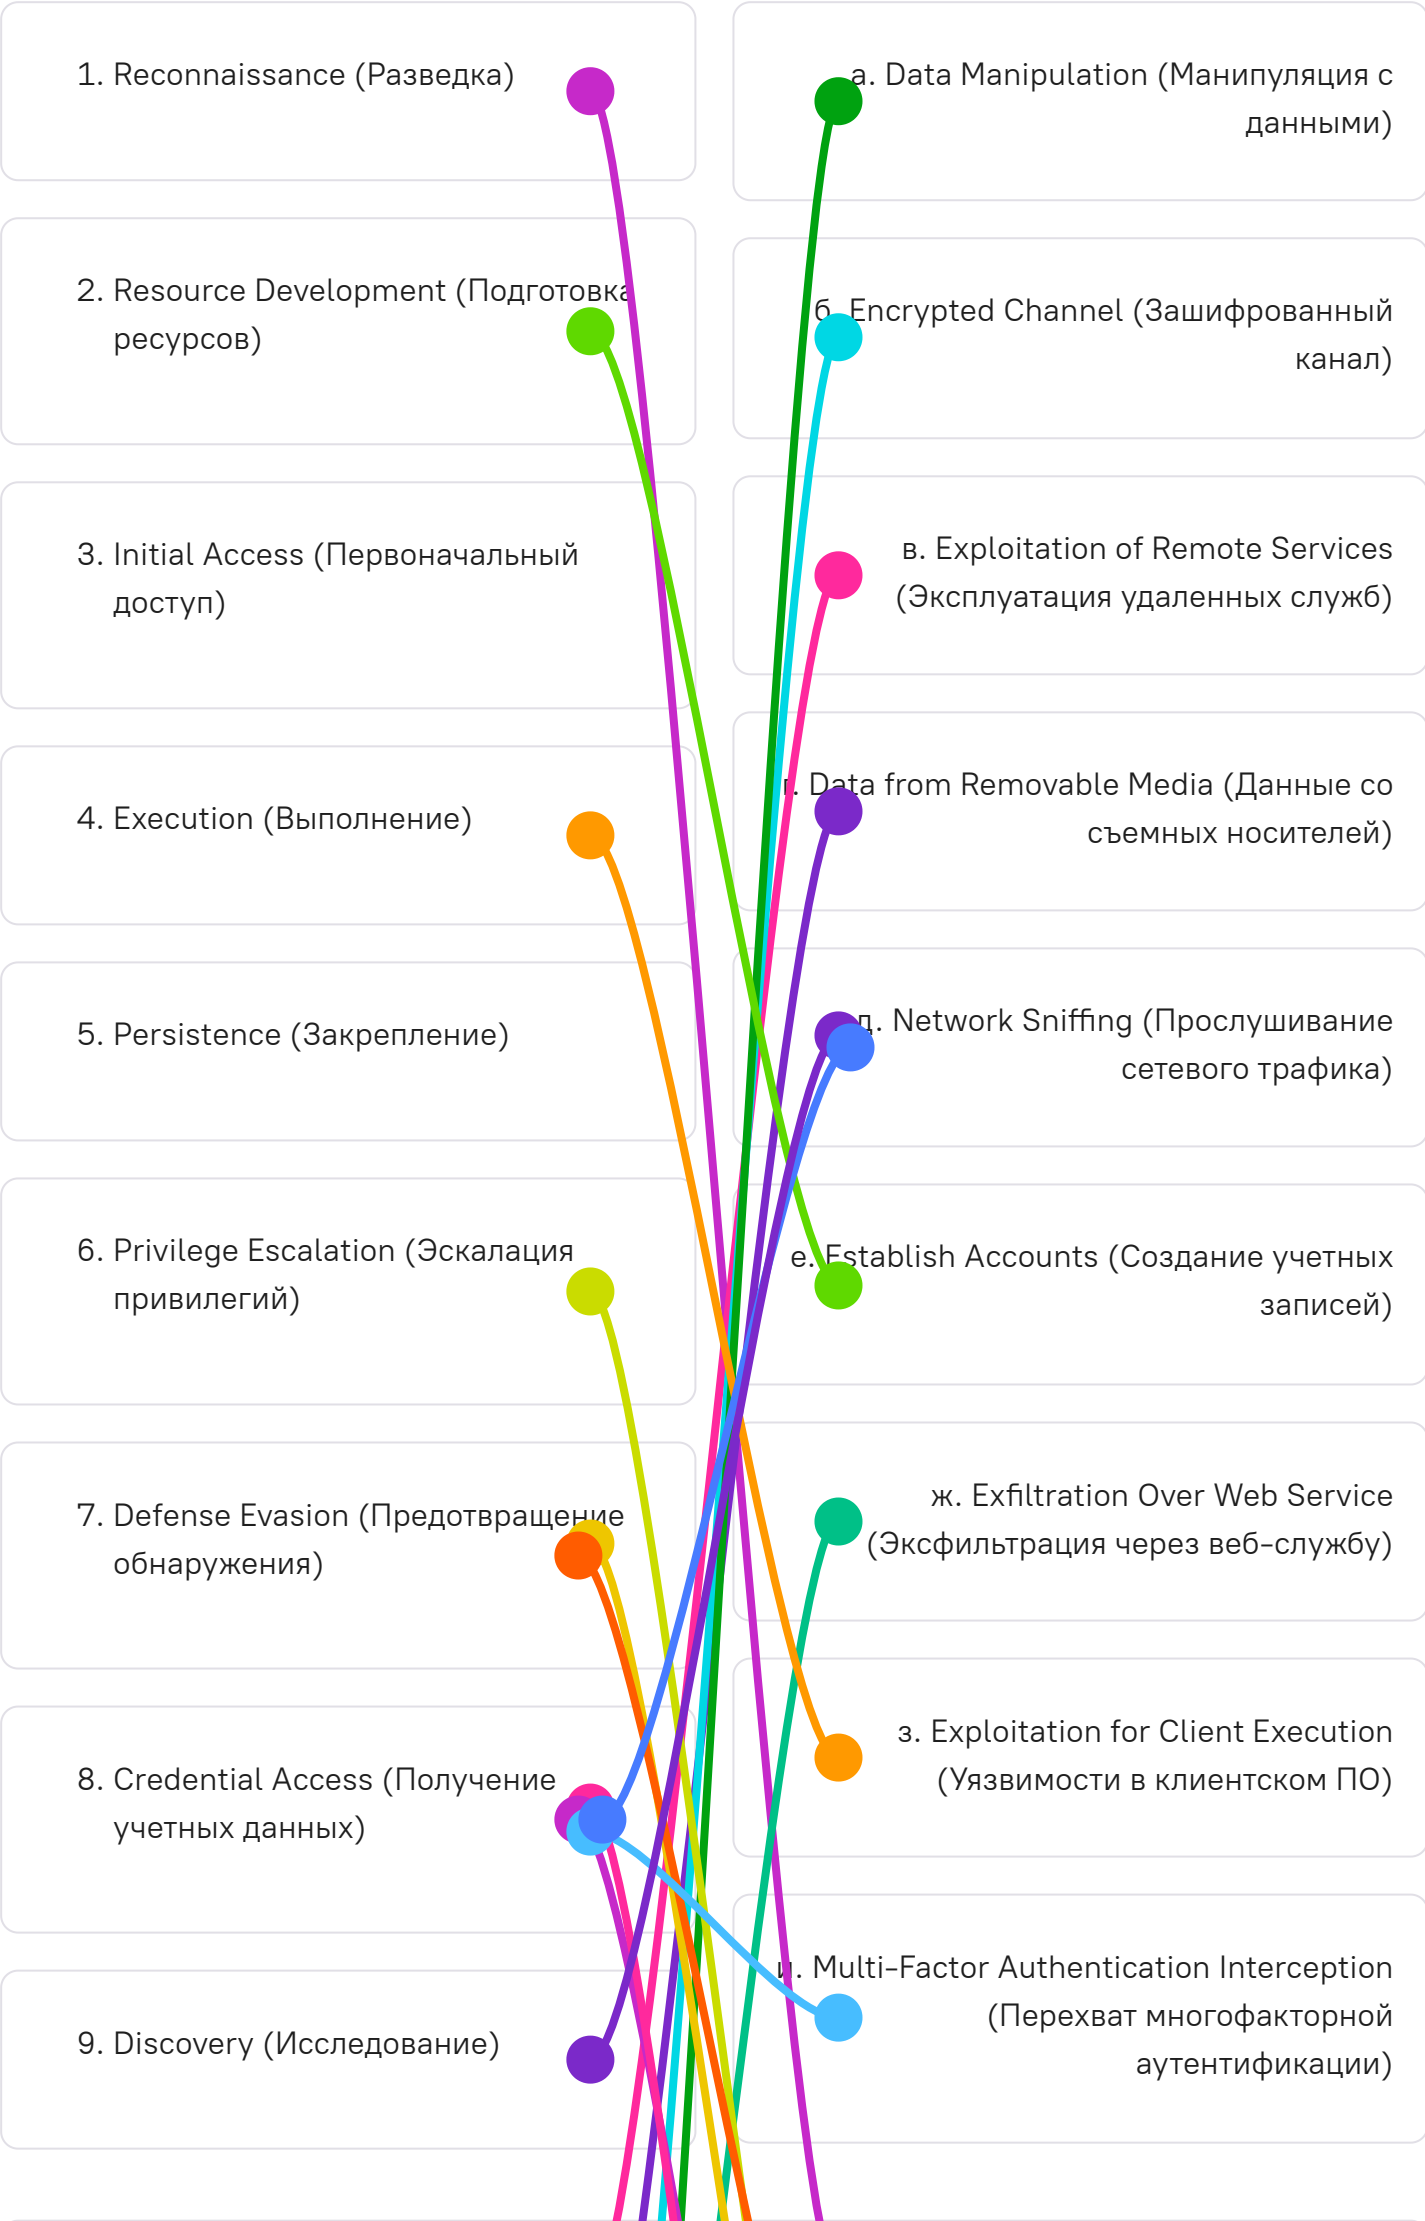 1. Reconnaissance (Разведка)
2. Resource Development (Подготовка
ресурсов)
3. Initial Access (Первоначальный
доступ)
4. Execution (Выполнение)
5. Persistence (Закрепление)
6. Privilege Escalation (Эскалация
привилегий)
7. Defense Evasion (Предотвращение
обнаружения)
8. Credential Access (Получение
учетных данных)
9. Discovery (Исследование)
а. Data Manipulation (Манипуляция с
данными)
б. Encrypted Channel (Зашифрованный
канал)
в. Exploitation of Remote Services
(Эксплуатация удаленных служб)
г. Data from Removable Media (Данные со
съемных носителей)
д. Network Sniffing (Прослушивание
сетевого трафика)
е. Establish Accounts (Создание учетных
записей)
ж. Exfiltration Over Web Service
(Эксфильтрация через веб-службу)
з. Exploitation for Client Execution
(Уязвимости в клиентском ПО)
и. Multi-Factor Authentication Interception
(Перехват многофакторной
аутентификации)